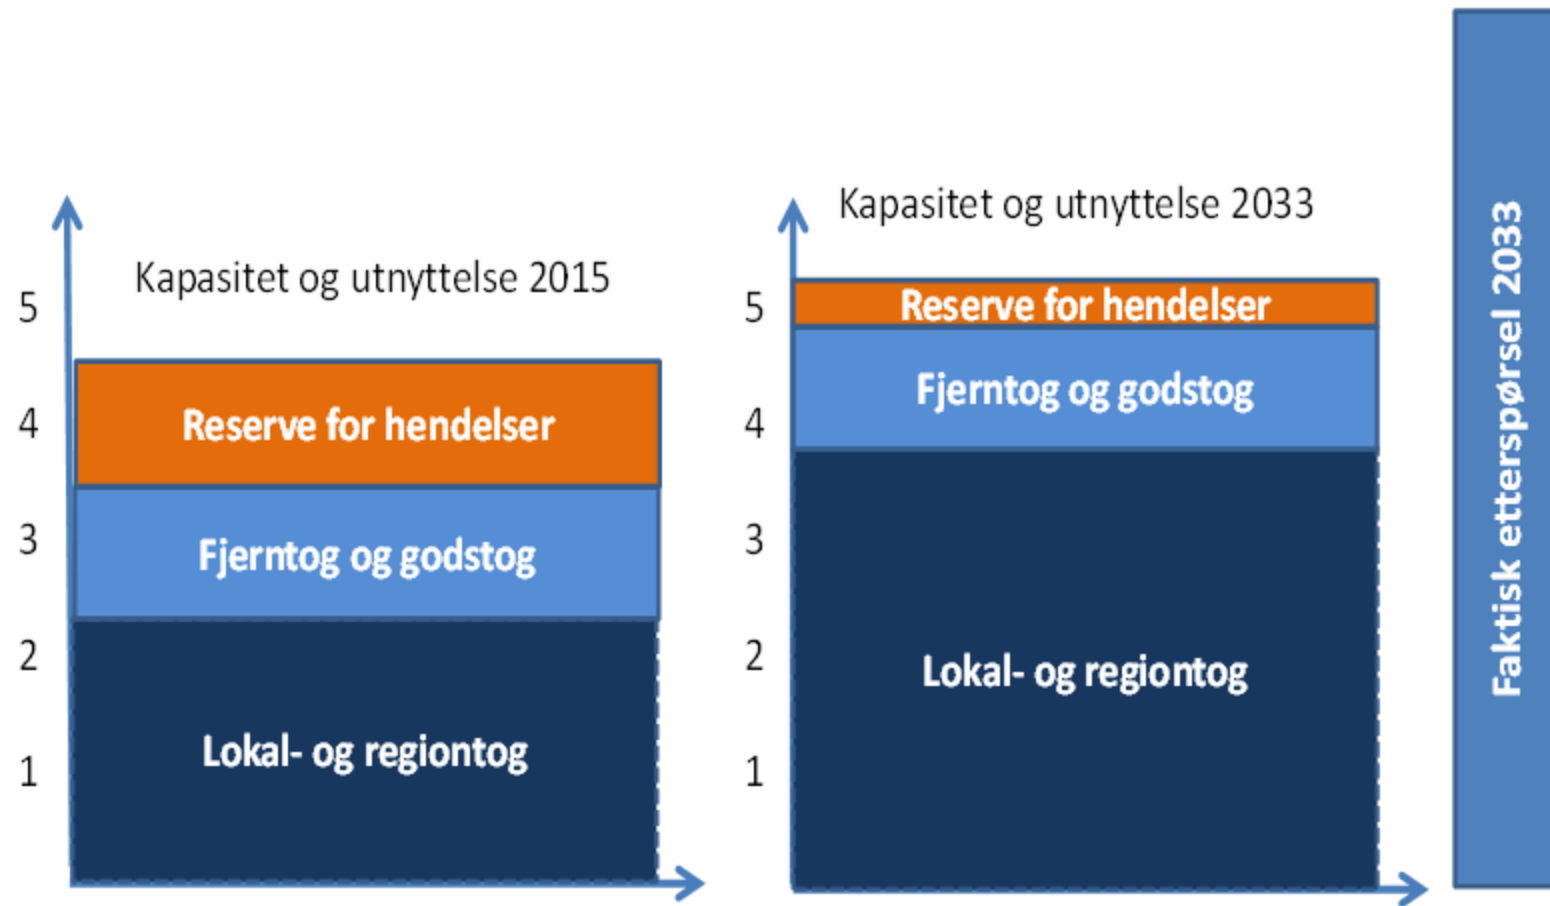 Kapasitet og utnyttelse 2015
5
4
3
2
1
Reserve for hendelser
Fjerntog og godstog
Lokal- og regiontog
Kapasitet og utnyttelse 2033
5
4
3
2
1
Reserve for hendelser
Fjerntog og godstog
Lokal- og regiontog
Faktisk etterspørsel 2033